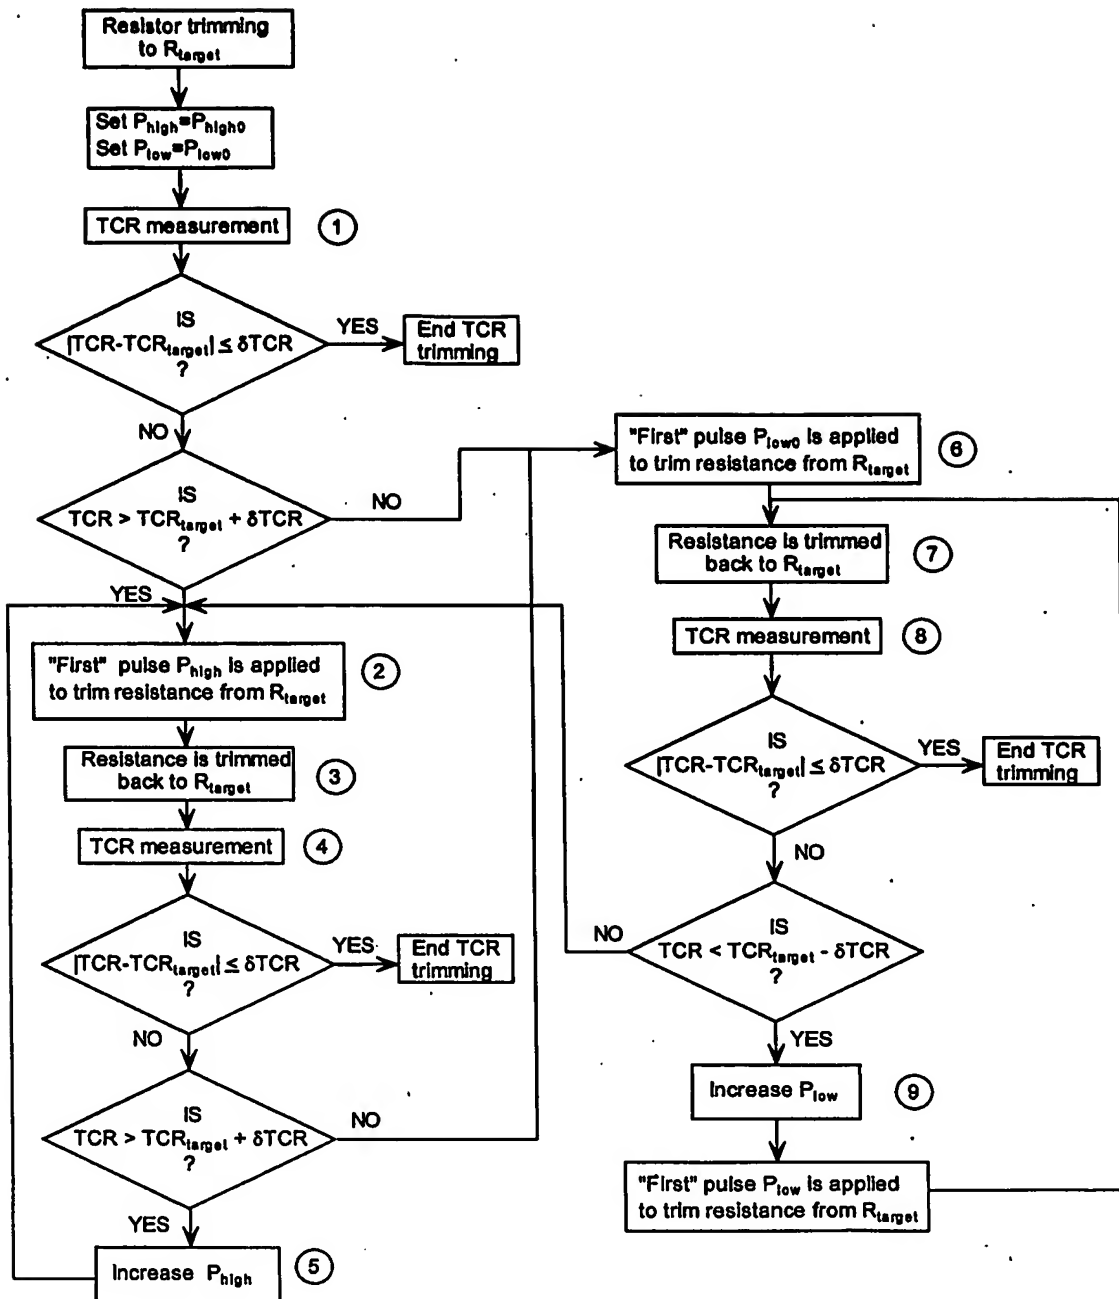 Resistor trimming
to R_target
Set P_high=P_high0
Set P_low=P_low0
TCR measurement
1
IS
|TCR-TCR_target| ≤ δTCR
?
YES
End TCR
trimming
NO
IS
TCR > TCR_target + δTCR
?
NO
YES
"First" pulse P_high is applied
to trim resistance from R_target
2
Resistance is trimmed
back to R_target
3
TCR measurement
4
IS
|TCR-TCR_target| ≤ δTCR
?
YES
End TCR
trimming
NO
IS
TCR > TCR_target + δTCR
?
NO
YES
Increase P_high
5
"First" pulse P_low0 is applied
to trim resistance from R_target
6
Resistance is trimmed
back to R_target
7
TCR measurement
8
IS
|TCR-TCR_target| ≤ δTCR
?
YES
End TCR
trimming
NO
IS
TCR < TCR_target - δTCR
?
NO
YES
Increase P_low
9
"First" pulse P_low is applied
to trim resistance from R_target